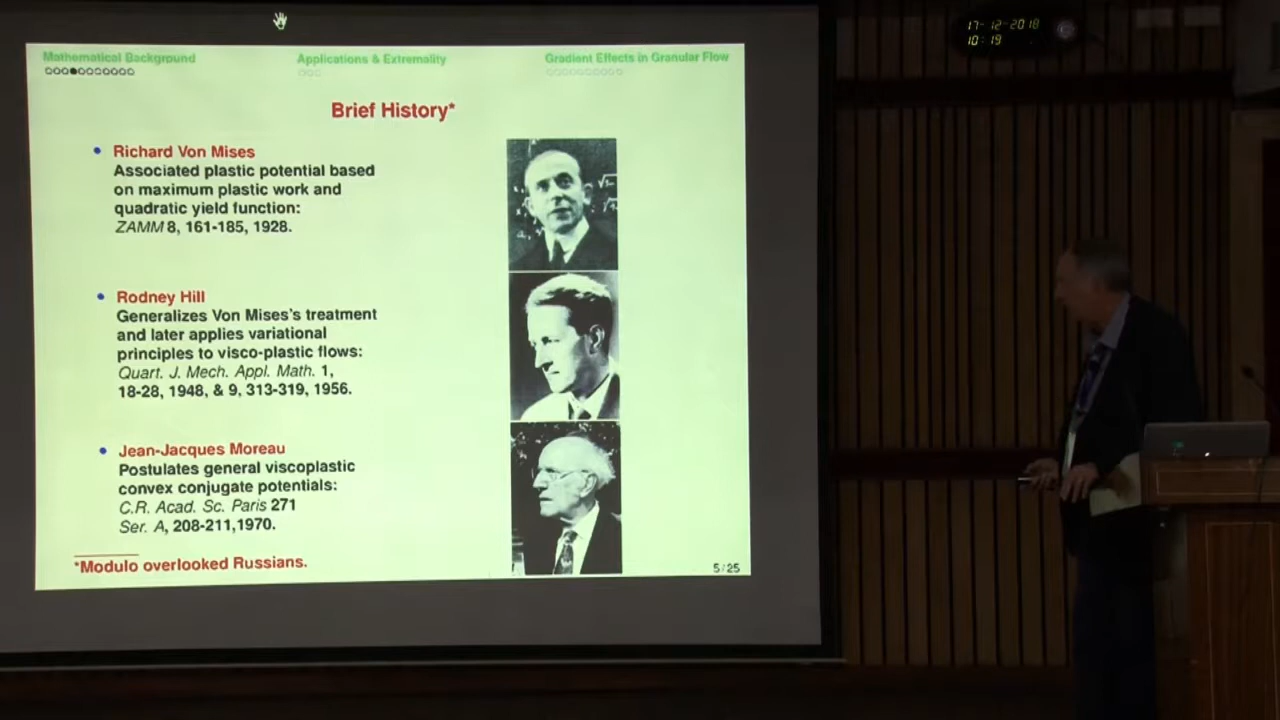 17-12-2018
10:19
Mathematical Background
Applications & Extremality
Gradient Effects in Granular Flow
Brief History*
Richard Von Mises
Associated plastic potential based
on maximum plastic work and
quadratic yield function:
ZAMM 8, 161-185, 1928.
Rodney Hill
Generalizes Von Mises's treatment
and later applies variational
principles to visco-plastic flows:
Quart. J. Mech. Appl. Math. 1,
18-28, 1948, & 9, 313-319, 1956.
Jean-Jacques Moreau
Postulates general viscoplastic
convex conjugate potentials:
C.R. Acad. Sc. Paris 271
Ser. A, 208-211,1970.
*Modulo overlooked Russians.
5/25